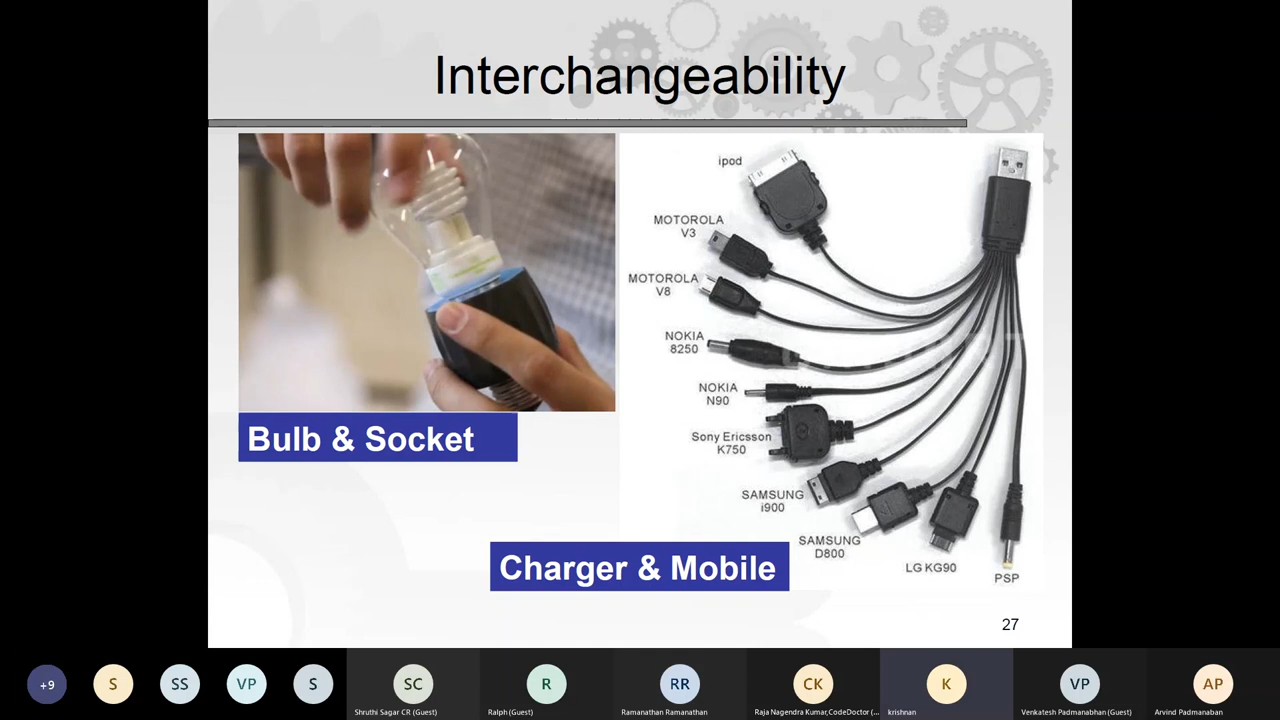 Interchangeability
ipod
MOTOROLA
V3
MOTOROLA
V8
NOKIA
8250
NOKIA
N90
Sony Ericsson
K750
SAMSUNG
i900
SAMSUNG
D800
LG KG90
PSP
Bulb & Socket
Charger & Mobile
27
+9
S
SS
VP
S
SC
R
RR
CK
K
VP
AP
Shruthi Sagar CR (Guest)
Ralph (Guest)
Ramanathan Ramanathan
Raja Nagendra Kumar,CodeDoctor (...
krishnan
Venkatesh Padmanabhan (Guest)
Arvind Padmanaban